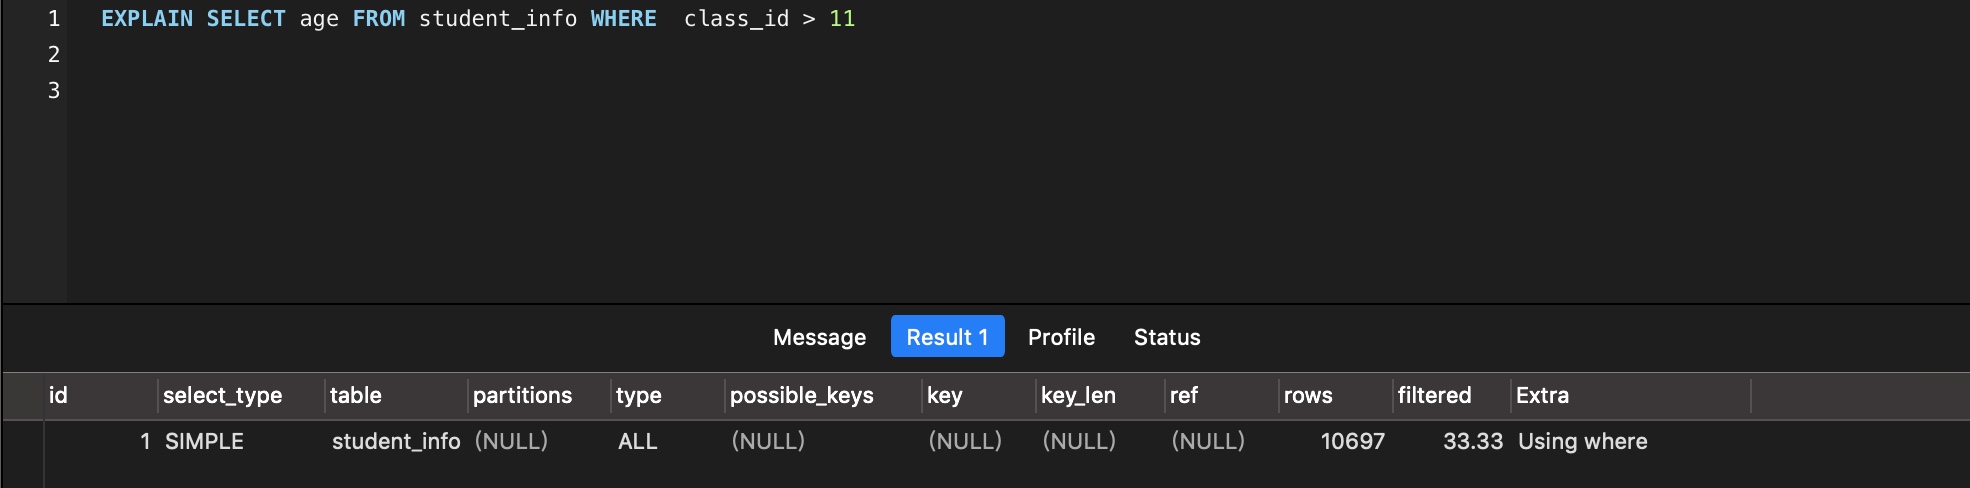 1 EXPLAIN SELECT age FROM student_info WHERE  class_id > 11
2
3
Message Result 1 Profile Status
id select_type table partitions type possible_keys key key_len ref rows filtered Extra
1 SIMPLE student_info (NULL) ALL (NULL) (NULL) (NULL) (NULL) 10697 33.33 Using where